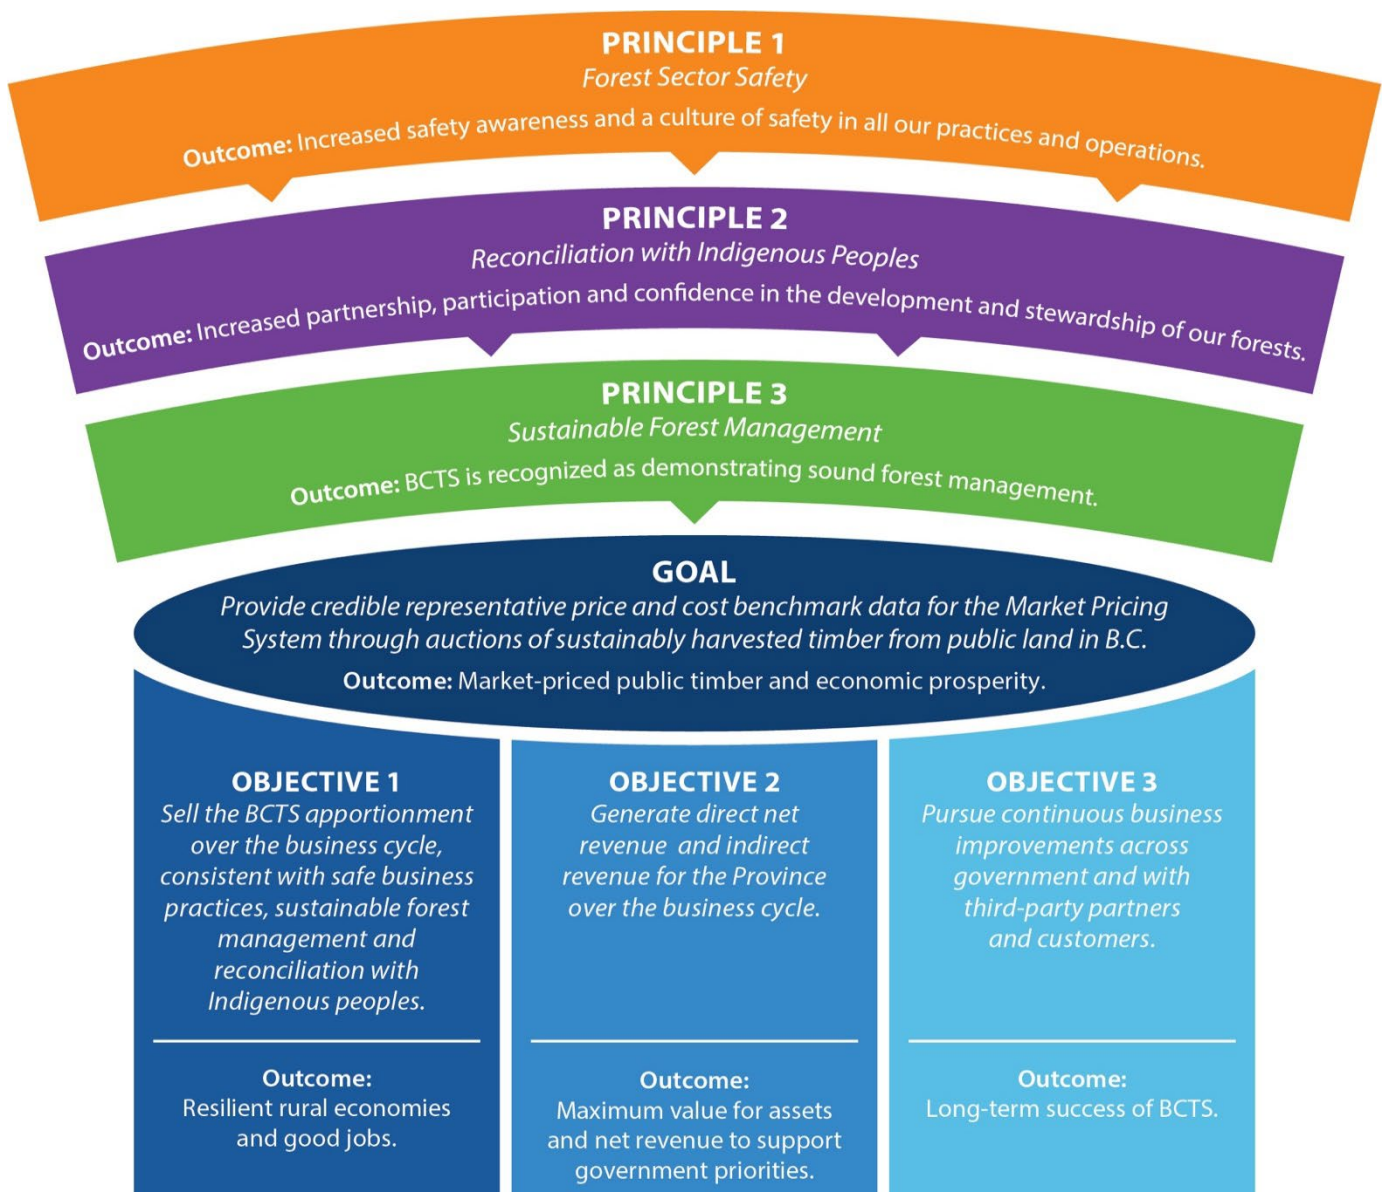 PRINCIPLE 1
Forest Sector Safety
Outcome: Increased safety awareness and a culture of safety in all our practices and operations.
PRINCIPLE 2
Reconciliation with Indigenous Peoples
Outcome: Increased partnership, participation and confidence in the development and stewardship of our forests.
PRINCIPLE 3
Sustainable Forest Management
Outcome: BCTS is recognized as demonstrating sound forest management.
GOAL
Provide credible representative price and cost benchmark data for the Market Pricing
System through auctions of sustainably harvested timber from public land in B.C.
Outcome: Market-priced public timber and economic prosperity.
OBJECTIVE 1
Sell the BCTS apportionment
over the business cycle,
consistent with safe business
practices, sustainable forest
management and
reconciliation with
Indigenous peoples.
Outcome:
Resilient rural economies
and good jobs.
OBJECTIVE 2
Generate direct net
revenue and indirect
revenue for the Province
over the business cycle.
Outcome:
Maximum value for assets
and net revenue to support
government priorities.
OBJECTIVE 3
Pursue continuous business
improvements across
government and with
third-party partners
and customers.
Outcome:
Long-term success of BCTS.